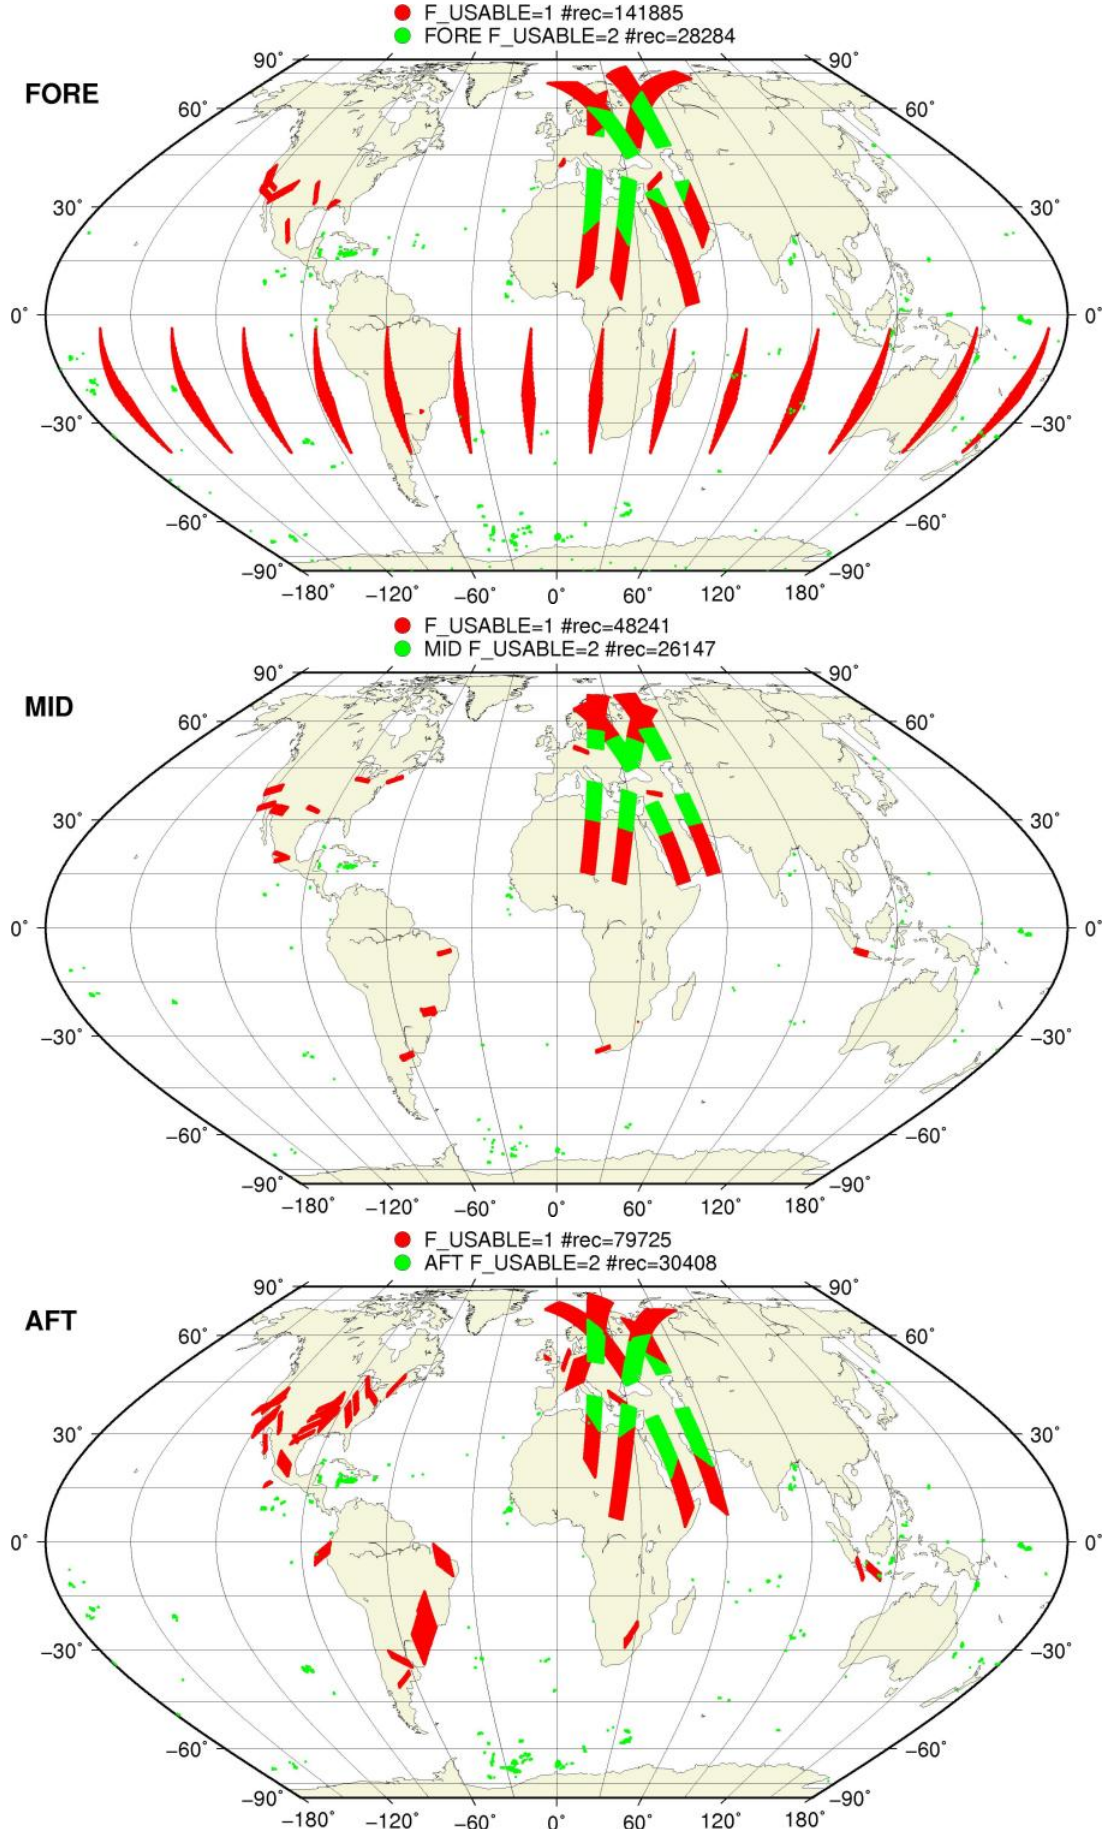 F_USABLE=1 #rec=141885
FORE F_USABLE=2 #rec=28284
90° 90°
FORE
60° 60°
30° 30°
0° 0°
−30° −30°
−60° −60°
−90° −90°
−180° −120° −60° 0° 60° 120° 180°
F_USABLE=1 #rec=48241
MID F_USABLE=2 #rec=26147
90° 90°
MID
60° 60°
30° 30°
0° 0°
−30° −30°
−60° −60°
−90° −90°
−180° −120° −60° 0° 60° 120° 180°
F_USABLE=1 #rec=79725
AFT F_USABLE=2 #rec=30408
90° 90°
AFT
60° 60°
30° 30°
0° 0°
−30° −30°
−60° −60°
−90° −90°
−180° −120° −60° 0° 60° 120° 180°